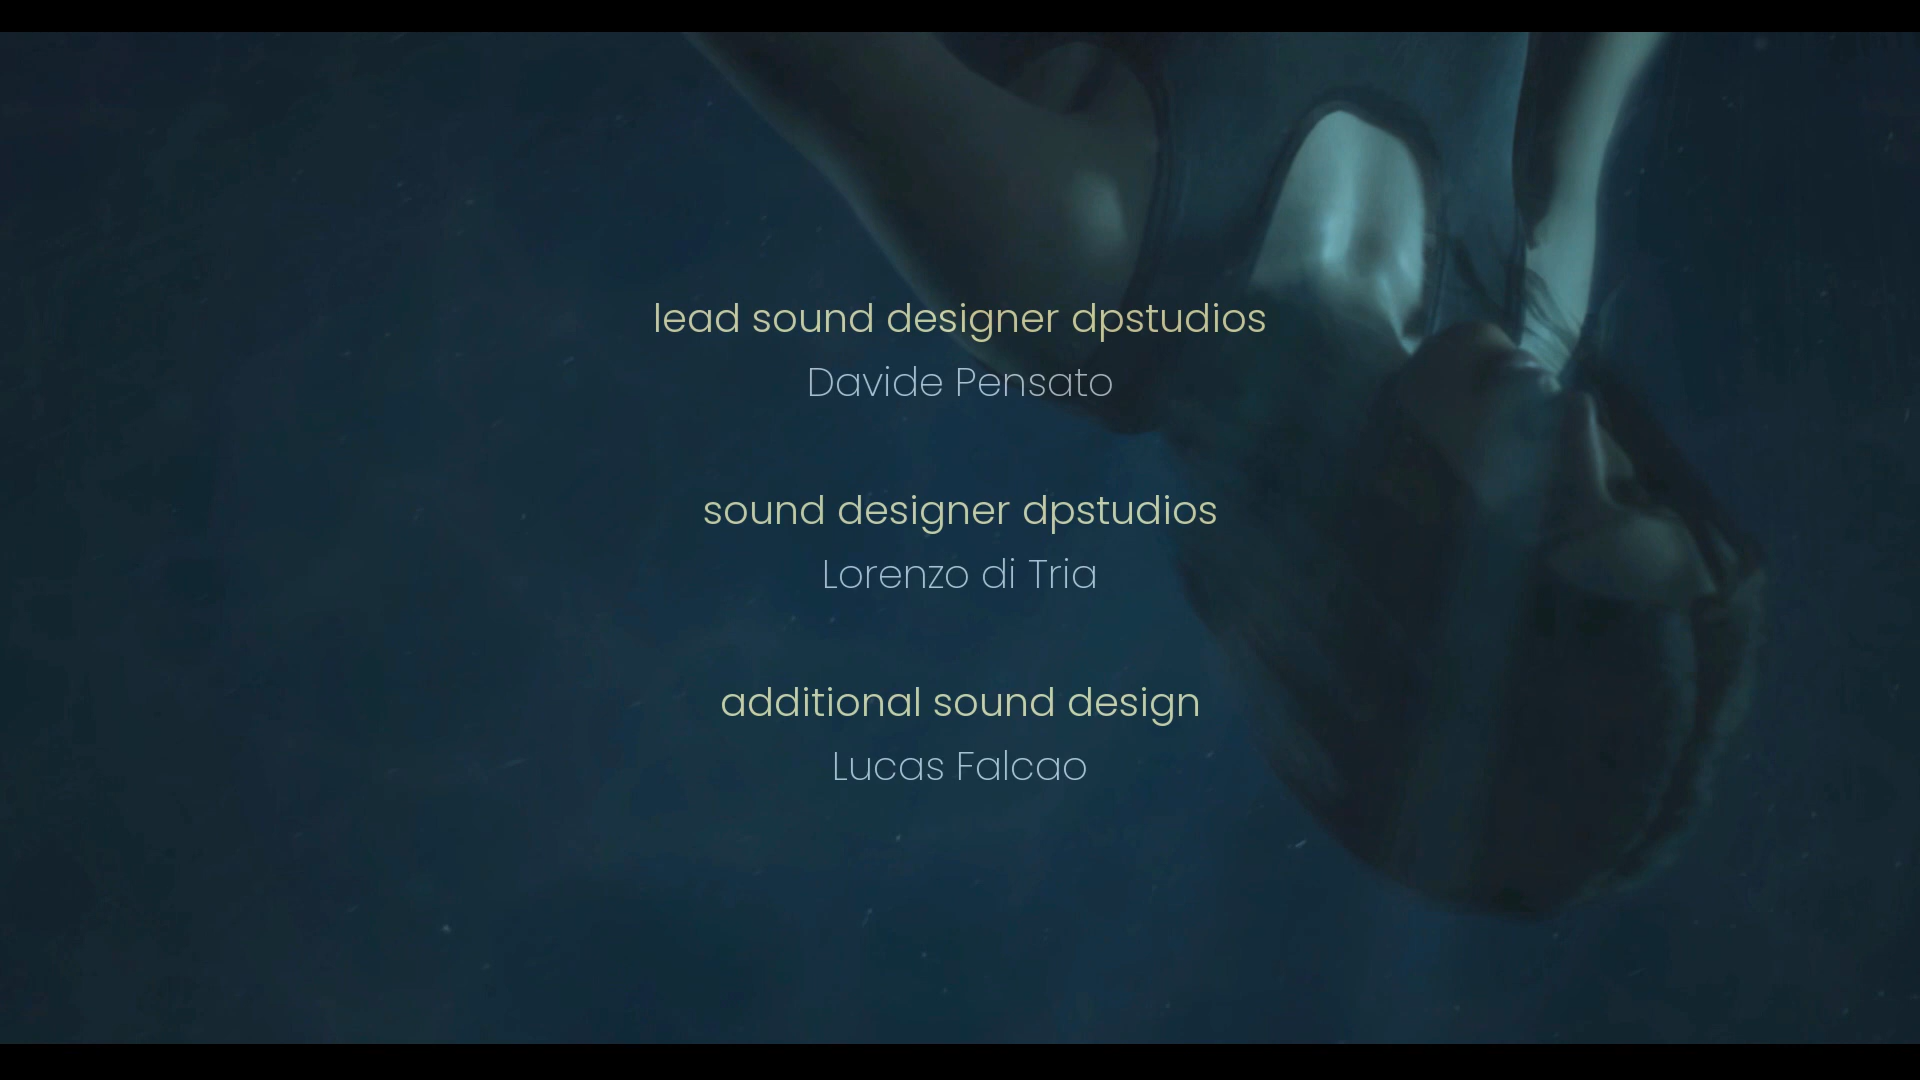 lead sound designer dpstudios
Davide Pensato
sound designer dpstudios
Lorenzo di Tria
additional sound design
Lucas Falcao